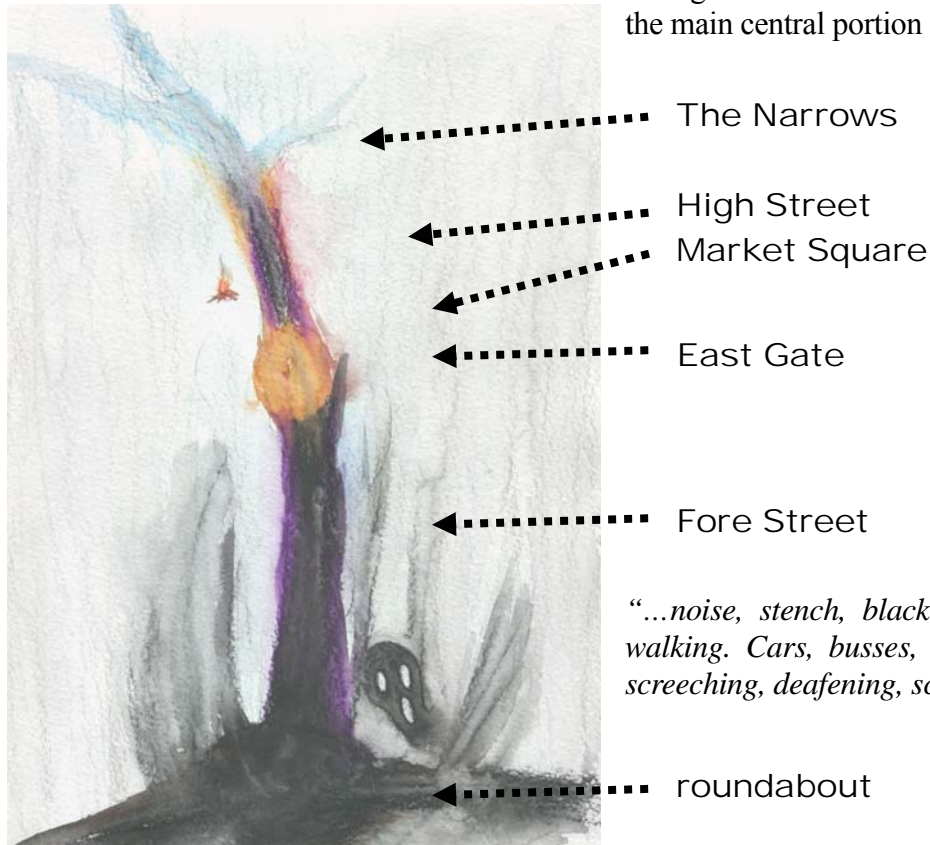 the main central portion
The Narrows
High Street
Market Square
East Gate
Fore Street
“…noise, stench, black
walking. Cars, busses,
screeching, deafening,
roundabout